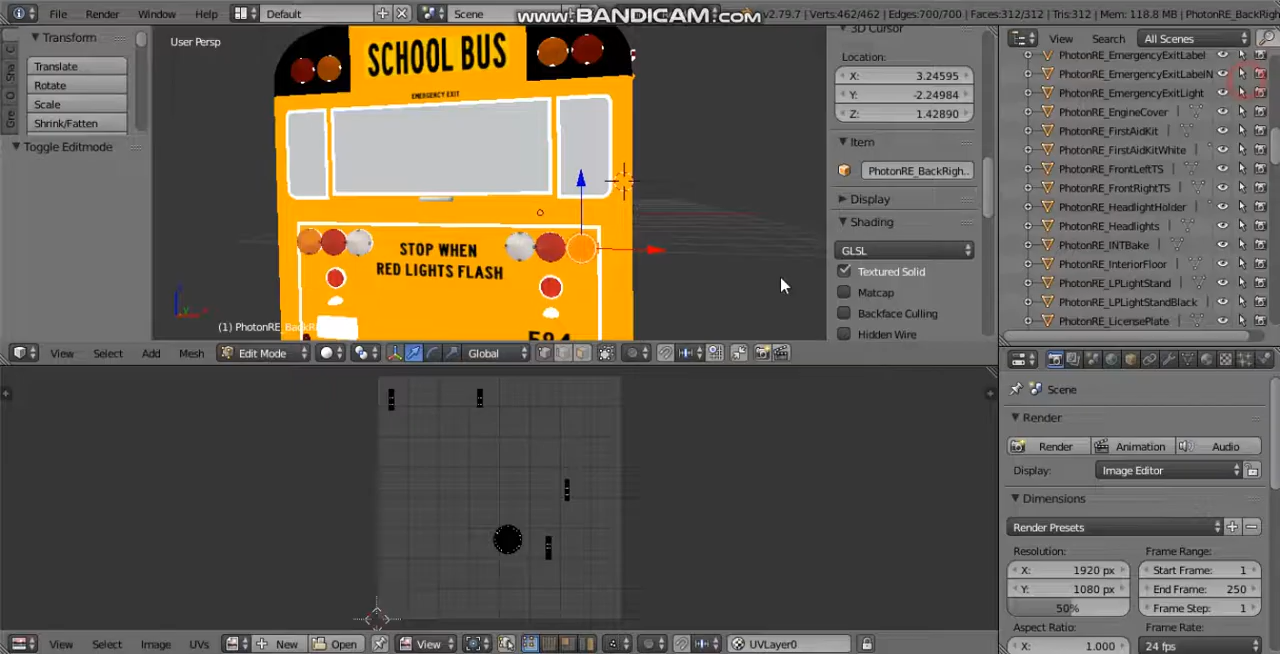 File Render Window Help Default Scene www.BANDICAM.com v2.79.7 | Verts:462/462 | Edges:700/700 | Faces:312/312 | Tris:312 | Mem: 118.8 MB | PhotonRE_BackRigh
Transform
Translate
Rotate
Scale
Shrink/Fatten
Toggle Editmode
User Persp
SCHOOL BUS
EMERGENCY EXIT
STOP WHEN
RED LIGHTS FLASH
584
(1) PhotonRE_BackRi
3D Cursor
Location:
X: 3.24595
Y: -2.24984
Z: 1.42890
Item
PhotonRE_BackRigh..
Display
Shading
GLSL
Textured Solid
Matcap
Backface Culling
Hidden Wire
View Search All Scenes
PhotonRE_EmergencyExitLabel
PhotonRE_EmergencyExitLabelN
PhotonRE_EmergencyExitLight
PhotonRE_EngineCover
PhotonRE_FirstAidKit
PhotonRE_FirstAidKitWhite
PhotonRE_FrontLeftTS
PhotonRE_FrontRightTS
PhotonRE_HeadlightHolder
PhotonRE_Headlights
PhotonRE_INTBake
PhotonRE_InteriorFloor
PhotonRE_LPLightStand
PhotonRE_LPLightStandBlack
PhotonRE_LicensePlate
View Select Add Mesh Edit Mode Global
Scene
Render
Render Animation Audio
Display: Image Editor
Dimensions
Render Presets
Resolution: Frame Range:
X: 1920 px Start Frame: 1
Y: 1080 px End Frame: 250
50% Frame Step: 1
Aspect Ratio: Frame Rate:
X: 1.000 24 fps
View Select Image UVs New Open View UVLayer0